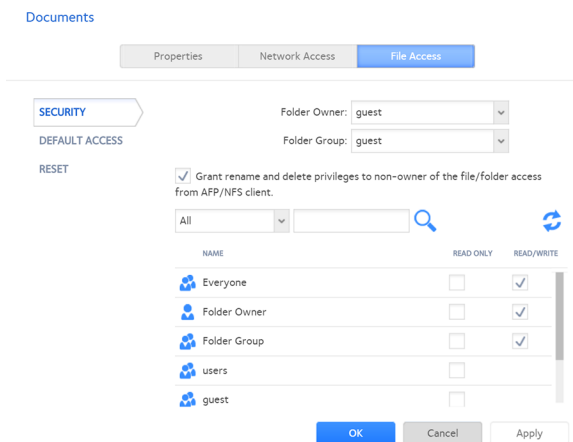 Documents
Properties Network Access File Access
SECURITY
DEFAULT ACCESS
RESET
Folder Owner: guest
Folder Group: guest
Grant rename and delete privileges to non-owner of the file/folder access
from AFP/NFS client.
All
NAME READ ONLY READ/WRITE
Everyone
Folder Owner
Folder Group
users
guest
OK Cancel Apply